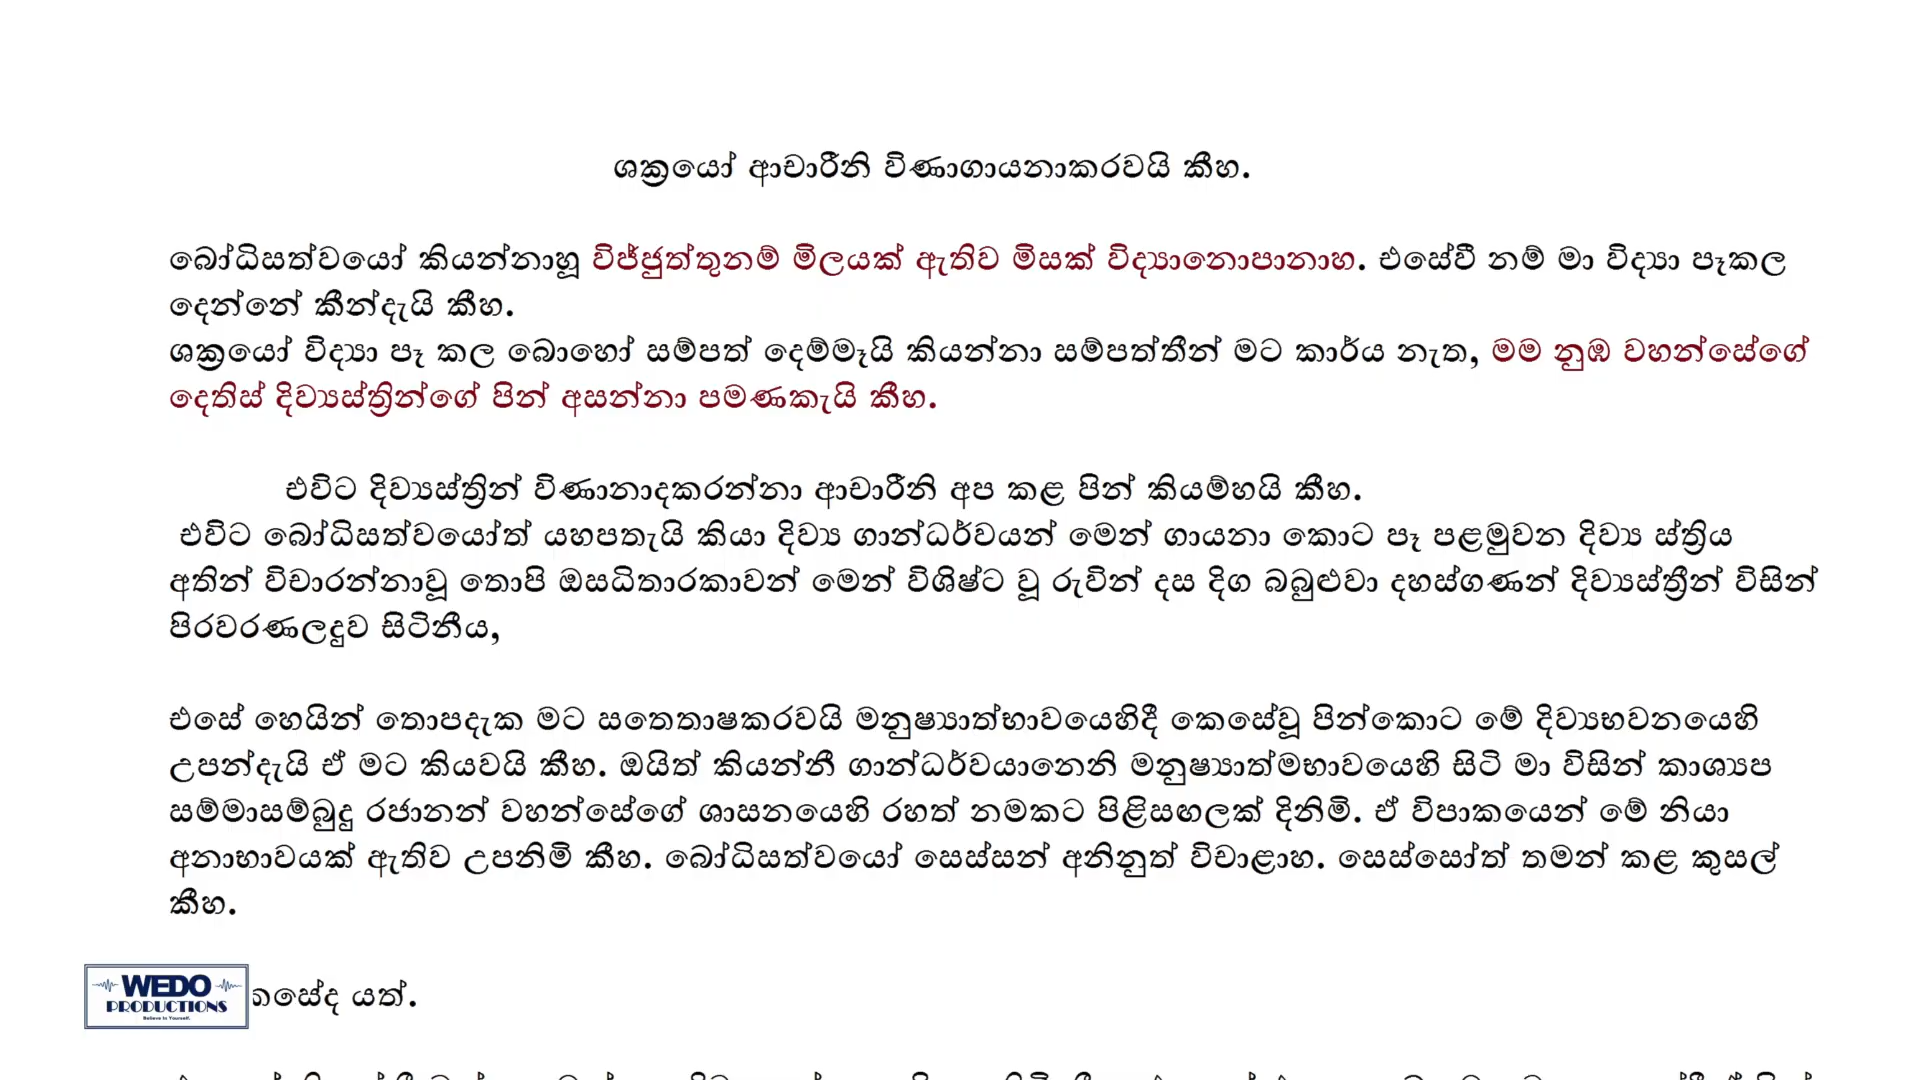 ශක්‍රයෝ ආචාරීනි විණාගායනාකරවයි කීහ.
බෝධිසත්වයෝ කියන්නාහූ විජ්ජුත්තුනම් මිලයක් ඇතිව මිසක් විද්‍යානොපානාහ. එසේවී නම් මා විද්‍යා පෑකල
දෙන්නේ කීන්දැයි කීහ.
ශක්‍රයෝ විද්‍යා පෑ කල බොහෝ සම්පත් දෙම්මැයි කියන්නා සම්පත්තීන් මට කාර්ය නැත, මම නුඹ වහන්සේගේ
දෙතිස් දිව්‍යස්ත්‍රින්ගේ පින් අසන්නා පමණකැයි කීහ.
එවිට දිව්‍යස්ත්‍රින් විණානාදකරන්නා ආචාරීනි අප කළ පින් කියම්හයි කීහ.
එවිට බෝධිසත්වයෝත් යහපතැයි කියා දිව්‍ය ගාන්ධර්වයන් මෙන් ගායනා කොට පෑ පළමුවන දිව්‍ය ස්ත්‍රිය
අතින් විචාරන්නාවූ තොපි ඔසධිතාරකාවන් මෙන් විශිෂ්ට වූ රුවින් දස දිග බබුළුවා දහස්ගණන් දිව්‍යස්ත්‍රීන් විසින්
පිරවරණලදුව සිටිනීය,
එසේ හෙයින් තොපදැක මට සතෙතාෂකරවයි මනුෂ්‍යාත්භාවයෙහිදී කෙසේවූ පින්කොට මේ දිව්‍යභවනයෙහි
උපන්දැයි ඒ මට කියවයි කීහ. ඔයිත් කියන්නී ගාන්ධර්වයානෙනි මනුෂ්‍යාත්මභාවයෙහි සිටි මා විසින් කාශ්‍යප
සම්මාසම්බුදු රජානන් වහන්සේගේ ශාසනයෙහි රහත් නමකට පිළිසඟලක් දිනිමි. ඒ විපාකයෙන් මේ නියා
අනාභාවයක් ඇතිව උපනිමි කීහ. බෝධිසත්වයෝ සෙස්සන් අනිනුත් විචාළාහ. සෙස්සෝත් තමන් කළ කුසල්
කීහ.
WEDO
PRODUCTIONS
Believe In Yourself.
යත්.